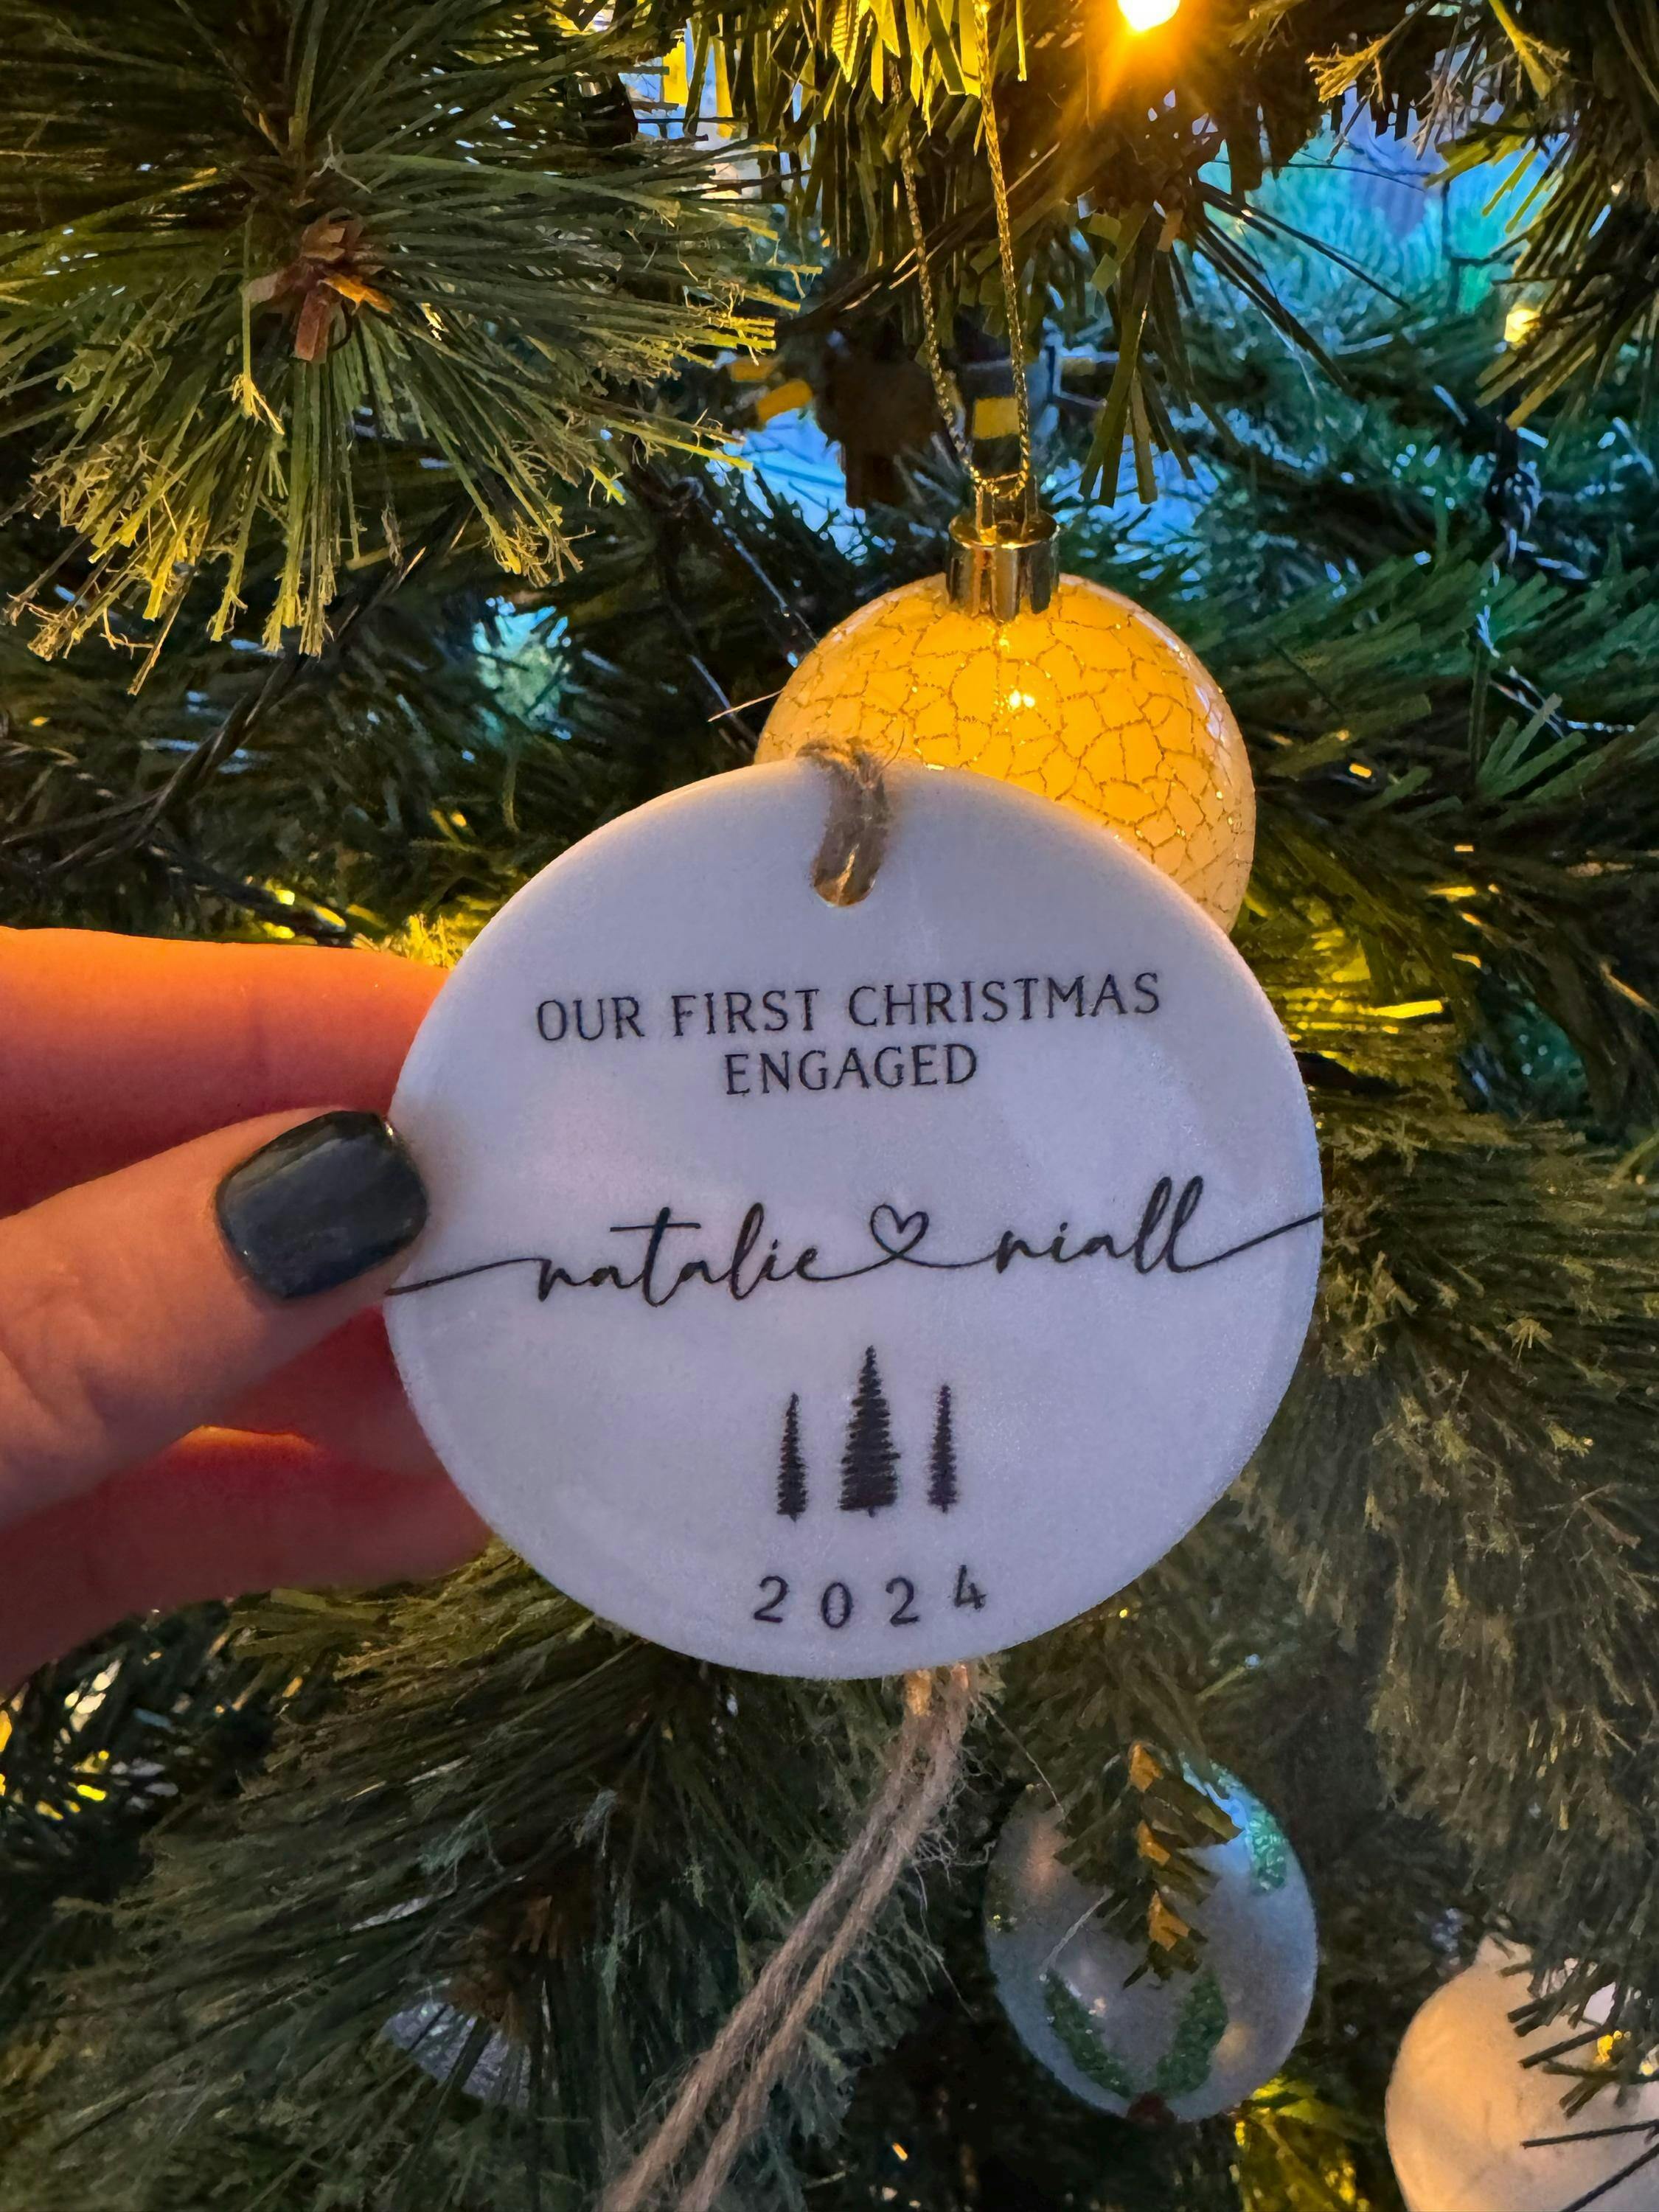 OUR FIRST CHRISTMAS
ENGAGED
natalie niall
2024